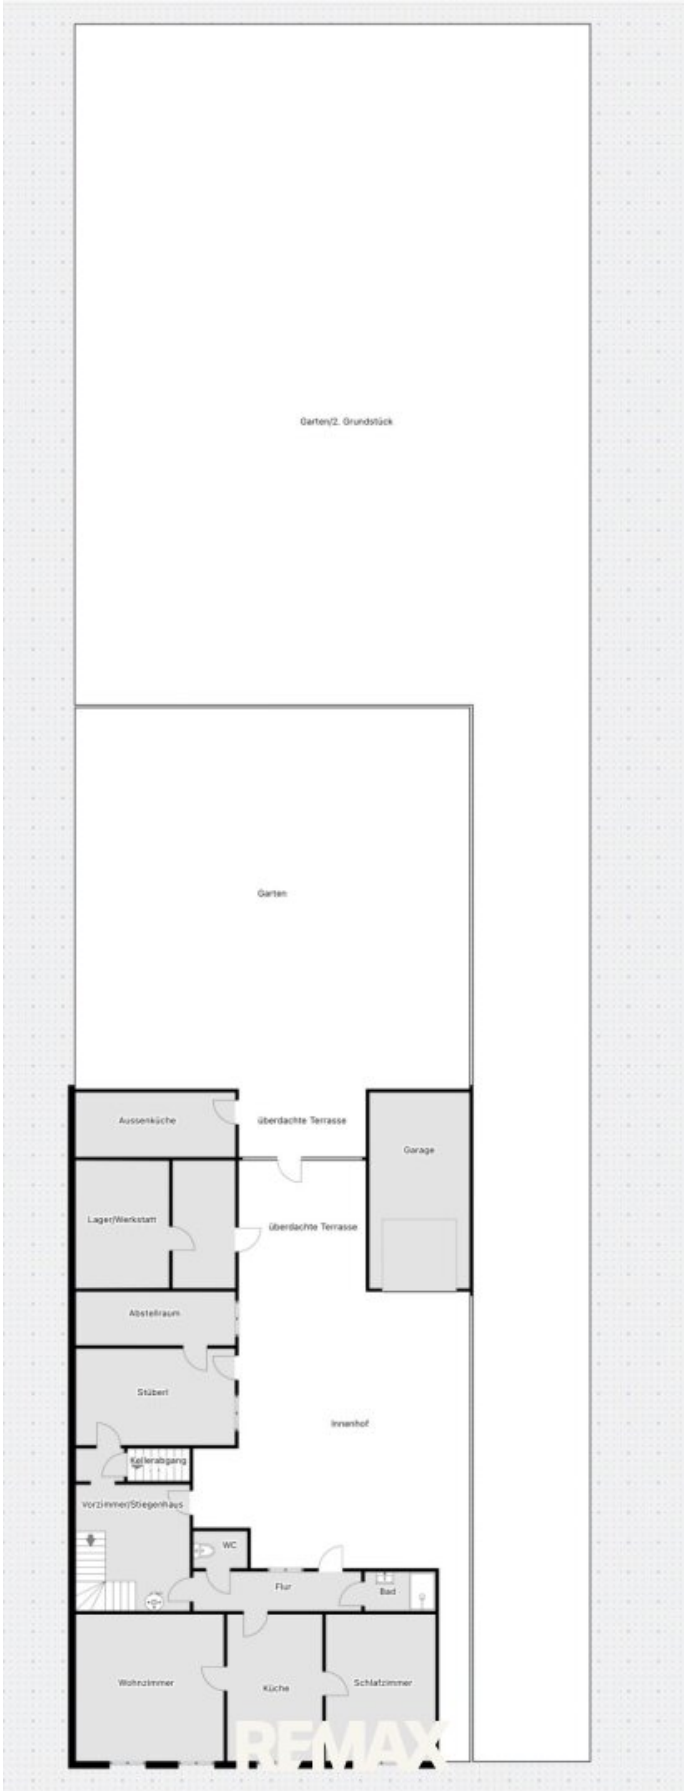 Garten/2. Grundstück
Garten
Aussenküche
überdachte Terrasse
Garage
Lager/Werkstatt
überdachte Terrasse
Abstellraum
Stüberl
Innenhof
Kellerabgang
Vorzimmer/Stiegenhaus
WC
Flur
Bad
Wohnzimmer
Küche
Schlafzimmer
REMAX